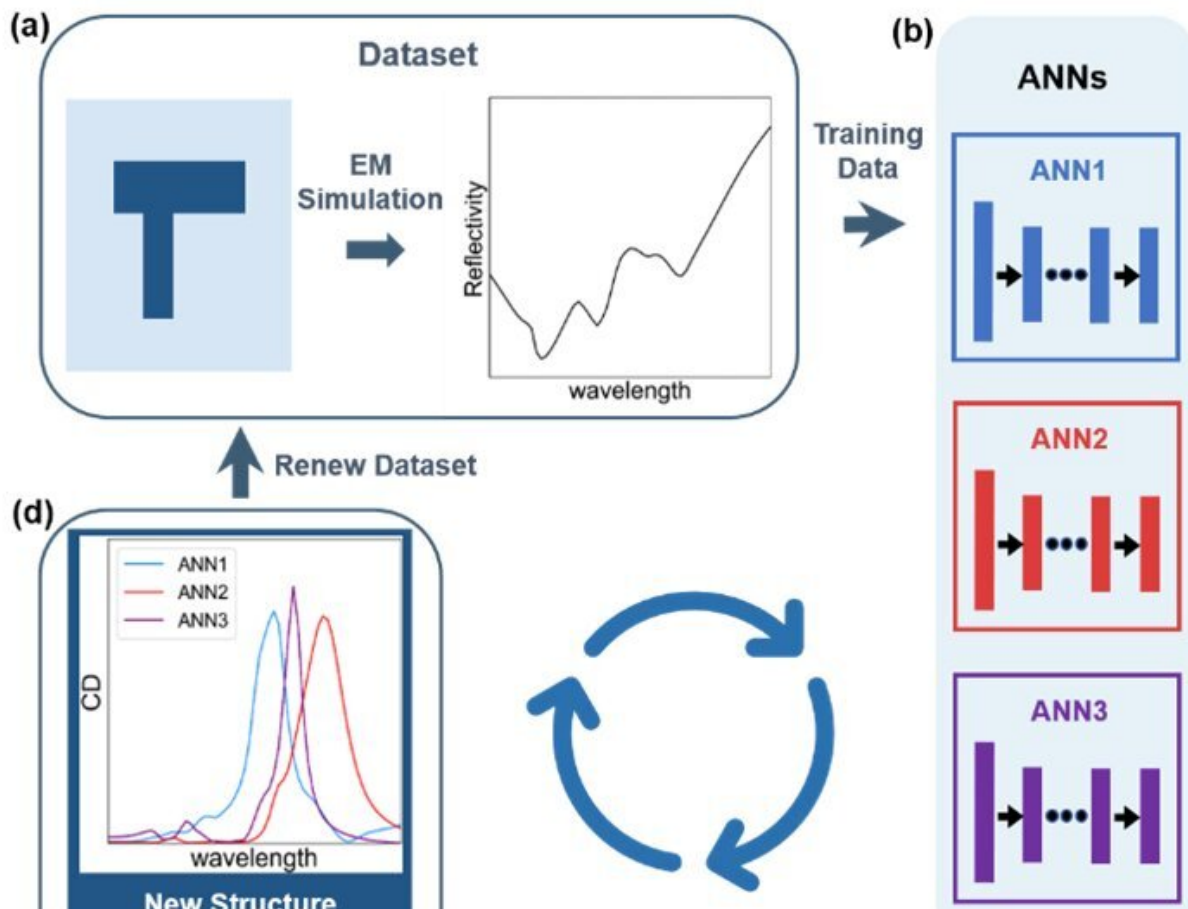 (a)
Dataset
EM
Simulation
Reflectivity
wavelength
Training
Data
(b)
ANNs
ANN1
ANN2
ANN3
Renew Dataset
(d)
ANN1
ANN2
ANN3
CD
wavelength
New Structure